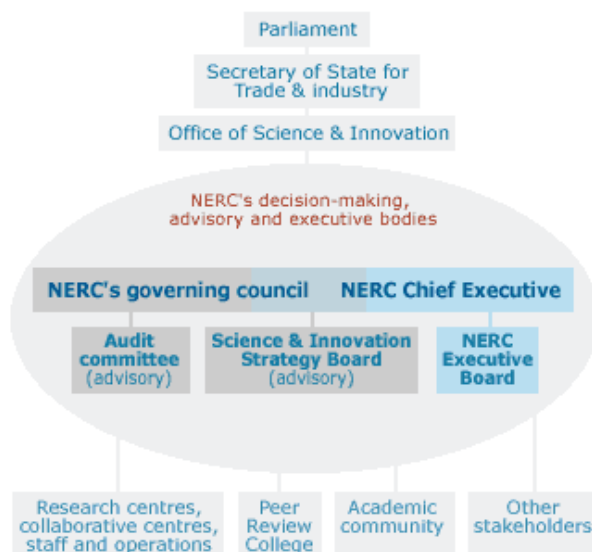 Parliament
Secretary of State for
Trade & industry
Office of Science & Innovation
NERC's decision-making,
advisory and executive bodies
NERC's governing council
NERC Chief Executive
Audit
committee
(advisory)
Science & Innovation
Strategy Board
(advisory)
NERC
Executive
Board
Research centres,
collaborative centres,
staff and operations
Peer
Review
College
Academic
community
Other
stakeholders